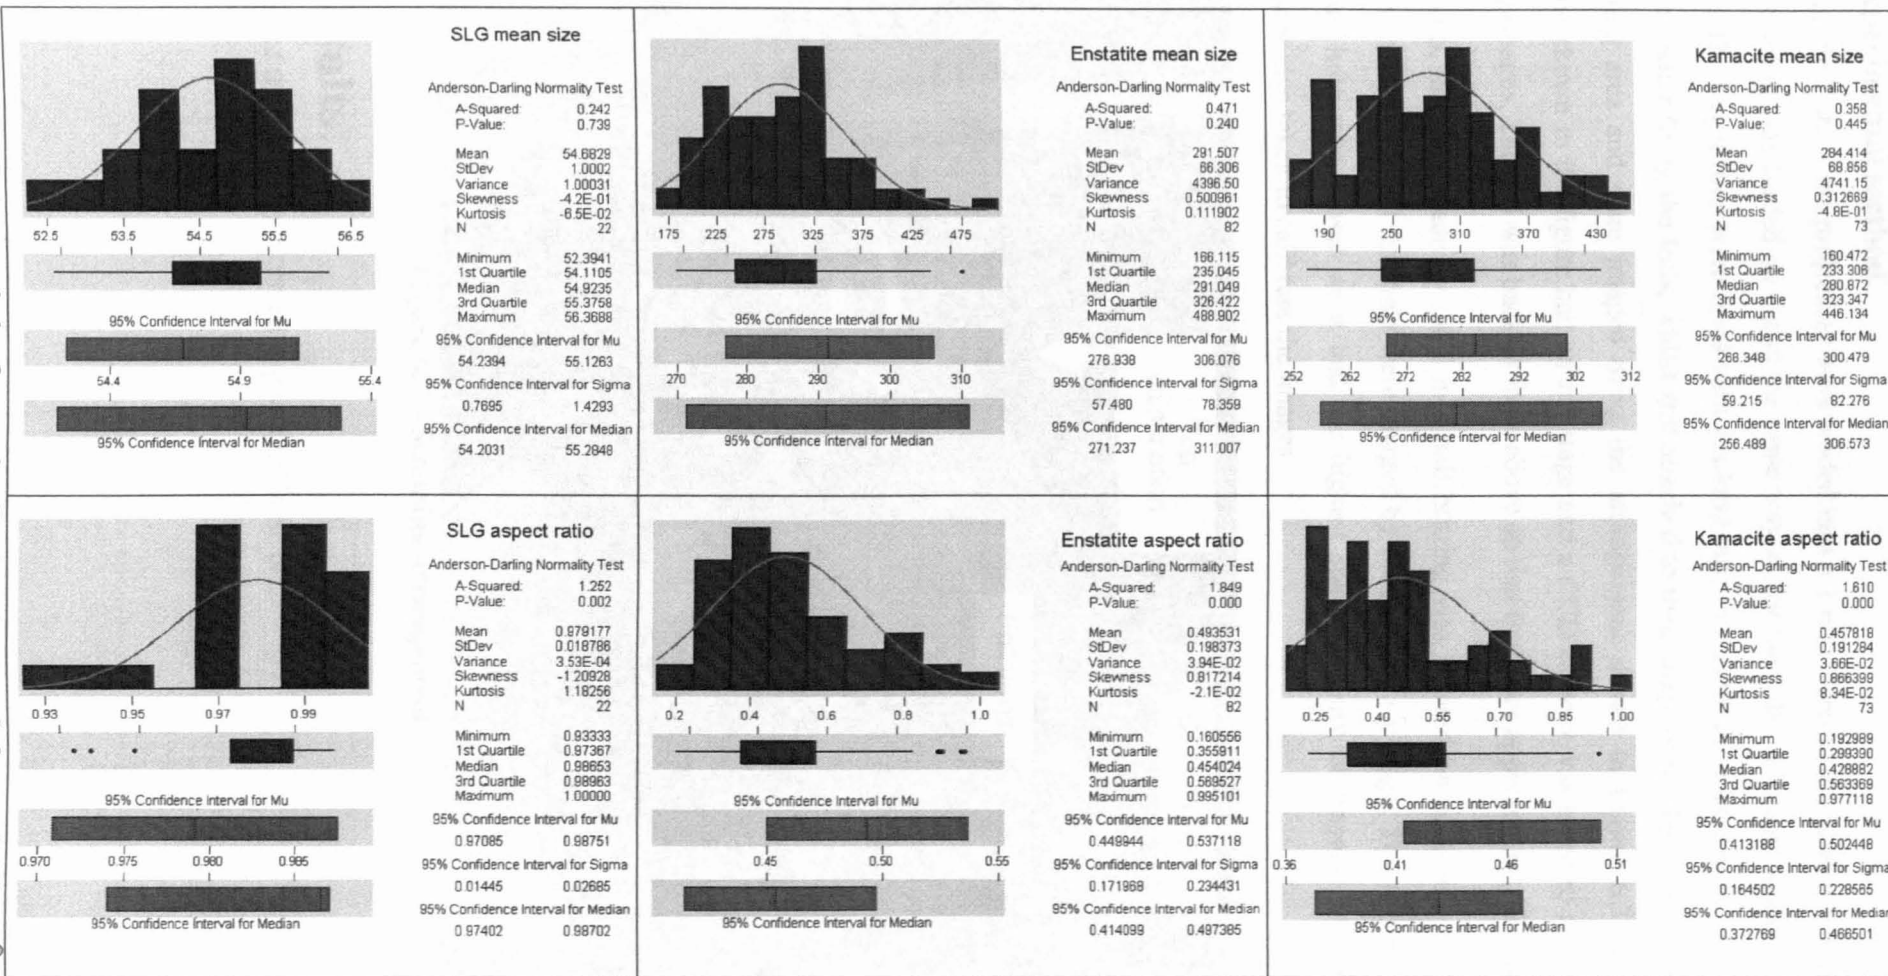 SLG mean size
Anderson-Darling Normality Test
A-Squared: 0.242
P-Value: 0.739
Mean 54.6829
StDev 1.0002
Variance 1.00031
Skewness -4.2E-01
Kurtosis -6.5E-02
N 22
Minimum 52.3941
1st Quartile 54.1105
Median 54.9235
3rd Quartile 55.3758
Maximum 56.3688
95% Confidence Interval for Mu
54.2394 55.1263
95% Confidence Interval for Sigma
0.7695 1.4293
95% Confidence Interval for Median
54.2031 55.2848
52.5 53.5 54.5 55.5 56.5
95% Confidence Interval for Mu
54.4 54.9 55.4
95% Confidence Interval for Median
Enstatite mean size
Anderson-Darling Normality Test
A-Squared: 0.471
P-Value: 0.240
Mean 291.507
StDev 66.306
Variance 4396.50
Skewness 0.500961
Kurtosis 0.111902
N 82
Minimum 166.115
1st Quartile 235.045
Median 291.049
3rd Quartile 326.422
Maximum 488.902
95% Confidence Interval for Mu
276.938 306.076
95% Confidence Interval for Sigma
57.480 78.359
95% Confidence Interval for Median
271.237 311.007
175 225 275 325 375 425 475
95% Confidence Interval for Mu
270 280 290 300 310
95% Confidence Interval for Median
Kamacite mean size
Anderson-Darling Normality Test
A-Squared: 0.358
P-Value: 0.445
Mean 284.414
StDev 68.856
Variance 4741.15
Skewness 0.312669
Kurtosis -4.8E-01
N 73
Minimum 160.472
1st Quartile 233.306
Median 280.872
3rd Quartile 323.347
Maximum 446.134
95% Confidence Interval for Mu
268.348 300.479
95% Confidence Interval for Sigma
59.215 82.276
95% Confidence Interval for Median
256.489 306.573
190 250 310 370 430
95% Confidence Interval for Mu
252 262 272 282 292 302 312
95% Confidence Interval for Median
SLG aspect ratio
Anderson-Darling Normality Test
A-Squared: 1.252
P-Value: 0.002
Mean 0.979177
StDev 0.018786
Variance 3.53E-04
Skewness -1.20928
Kurtosis 1.18256
N 22
Minimum 0.93333
1st Quartile 0.97367
Median 0.98653
3rd Quartile 0.98963
Maximum 1.00000
95% Confidence Interval for Mu
0.97085 0.98751
95% Confidence Interval for Sigma
0.01445 0.02685
95% Confidence Interval for Median
0.97402 0.98702
0.93 0.95 0.97 0.99
95% Confidence Interval for Mu
0.970 0.975 0.980 0.985
95% Confidence Interval for Median
Enstatite aspect ratio
Anderson-Darling Normality Test
A-Squared: 1.849
P-Value: 0.000
Mean 0.493531
StDev 0.198373
Variance 3.94E-02
Skewness 0.817214
Kurtosis -2.1E-02
N 82
Minimum 0.160556
1st Quartile 0.355911
Median 0.454024
3rd Quartile 0.569527
Maximum 0.995101
95% Confidence Interval for Mu
0.449944 0.537118
95% Confidence Interval for Sigma
0.171968 0.234431
95% Confidence Interval for Median
0.414099 0.497385
0.2 0.4 0.6 0.8 1.0
95% Confidence Interval for Mu
0.45 0.50 0.55
95% Confidence Interval for Median
Kamacite aspect ratio
Anderson-Darling Normality Test
A-Squared: 1.610
P-Value: 0.000
Mean 0.457818
StDev 0.191284
Variance 3.66E-02
Skewness 0.866399
Kurtosis 8.34E-02
N 73
Minimum 0.192989
1st Quartile 0.299390
Median 0.428882
3rd Quartile 0.563369
Maximum 0.977118
95% Confidence Interval for Mu
0.413188 0.502448
95% Confidence Interval for Sigma
0.164502 0.228565
95% Confidence Interval for Median
0.372769 0.466501
0.25 0.40 0.55 0.70 0.85 1.00
95% Confidence Interval for Mu
0.36 0.41 0.46 0.51
95% Confidence Interval for Median